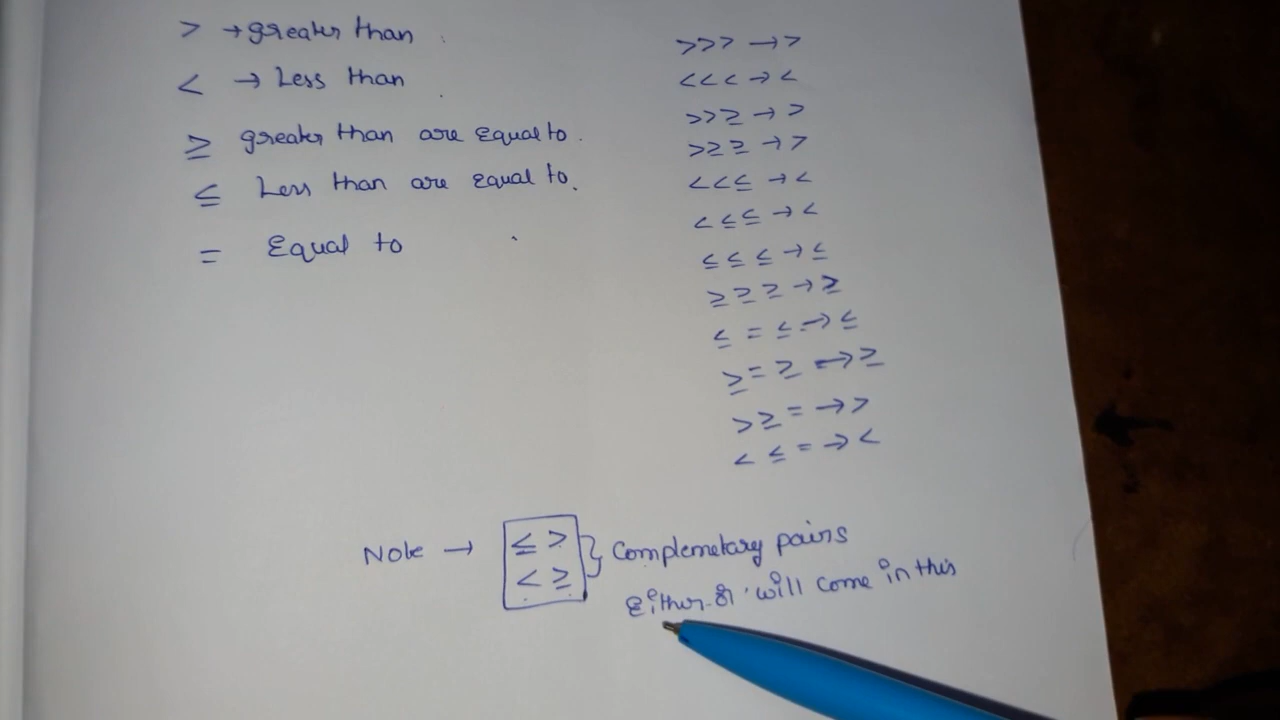 > → greater than
< → Less than
≥ greater than are Equal to.
≤ Less than are equal to.
= Equal to
>>> → >
<<< → <
>>≥ → >
>≥≥ → >
<<≤ → <
<≤≤ → <
≤≤≤ → ≤
≥≥≥ → ≥
≤ = ≤ → ≤
≥ = ≥ → ≥
>≥ = → >
<≤ = → <
Note → ≤ > } Complemetary pairs
< ≥
Either or will come in this